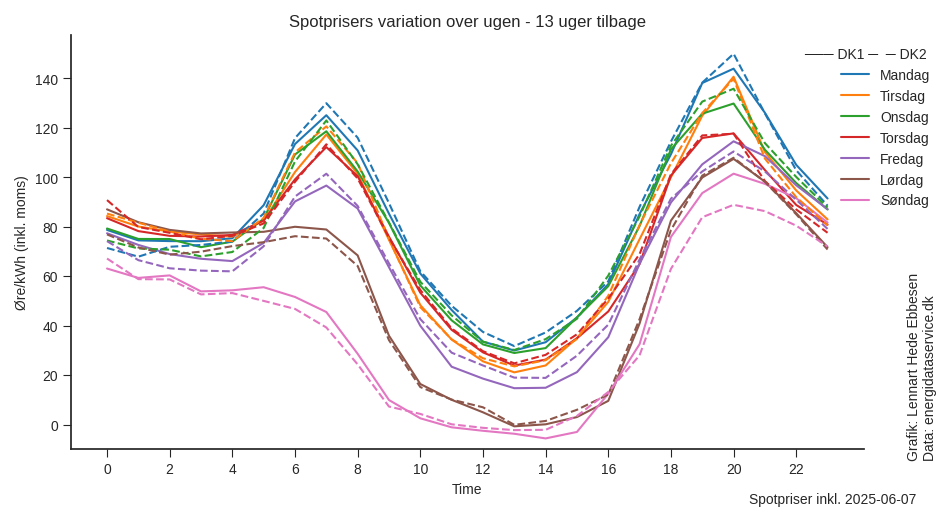 Spotprisers variation over ugen - 13 uger tilbage
DK1 DK2
Mandag
Tirsdag
Onsdag
Torsdag
Fredag
Lørdag
Søndag
Øre/kWh (inkl. moms)
140
120
100
80
60
40
20
0
0 2 4 6 8 10 12 14 16 18 20 22
Time
Grafik: Lennart Hede Ebbesen
Data: energidataservice.dk
Spotpriser inkl. 2025-06-07